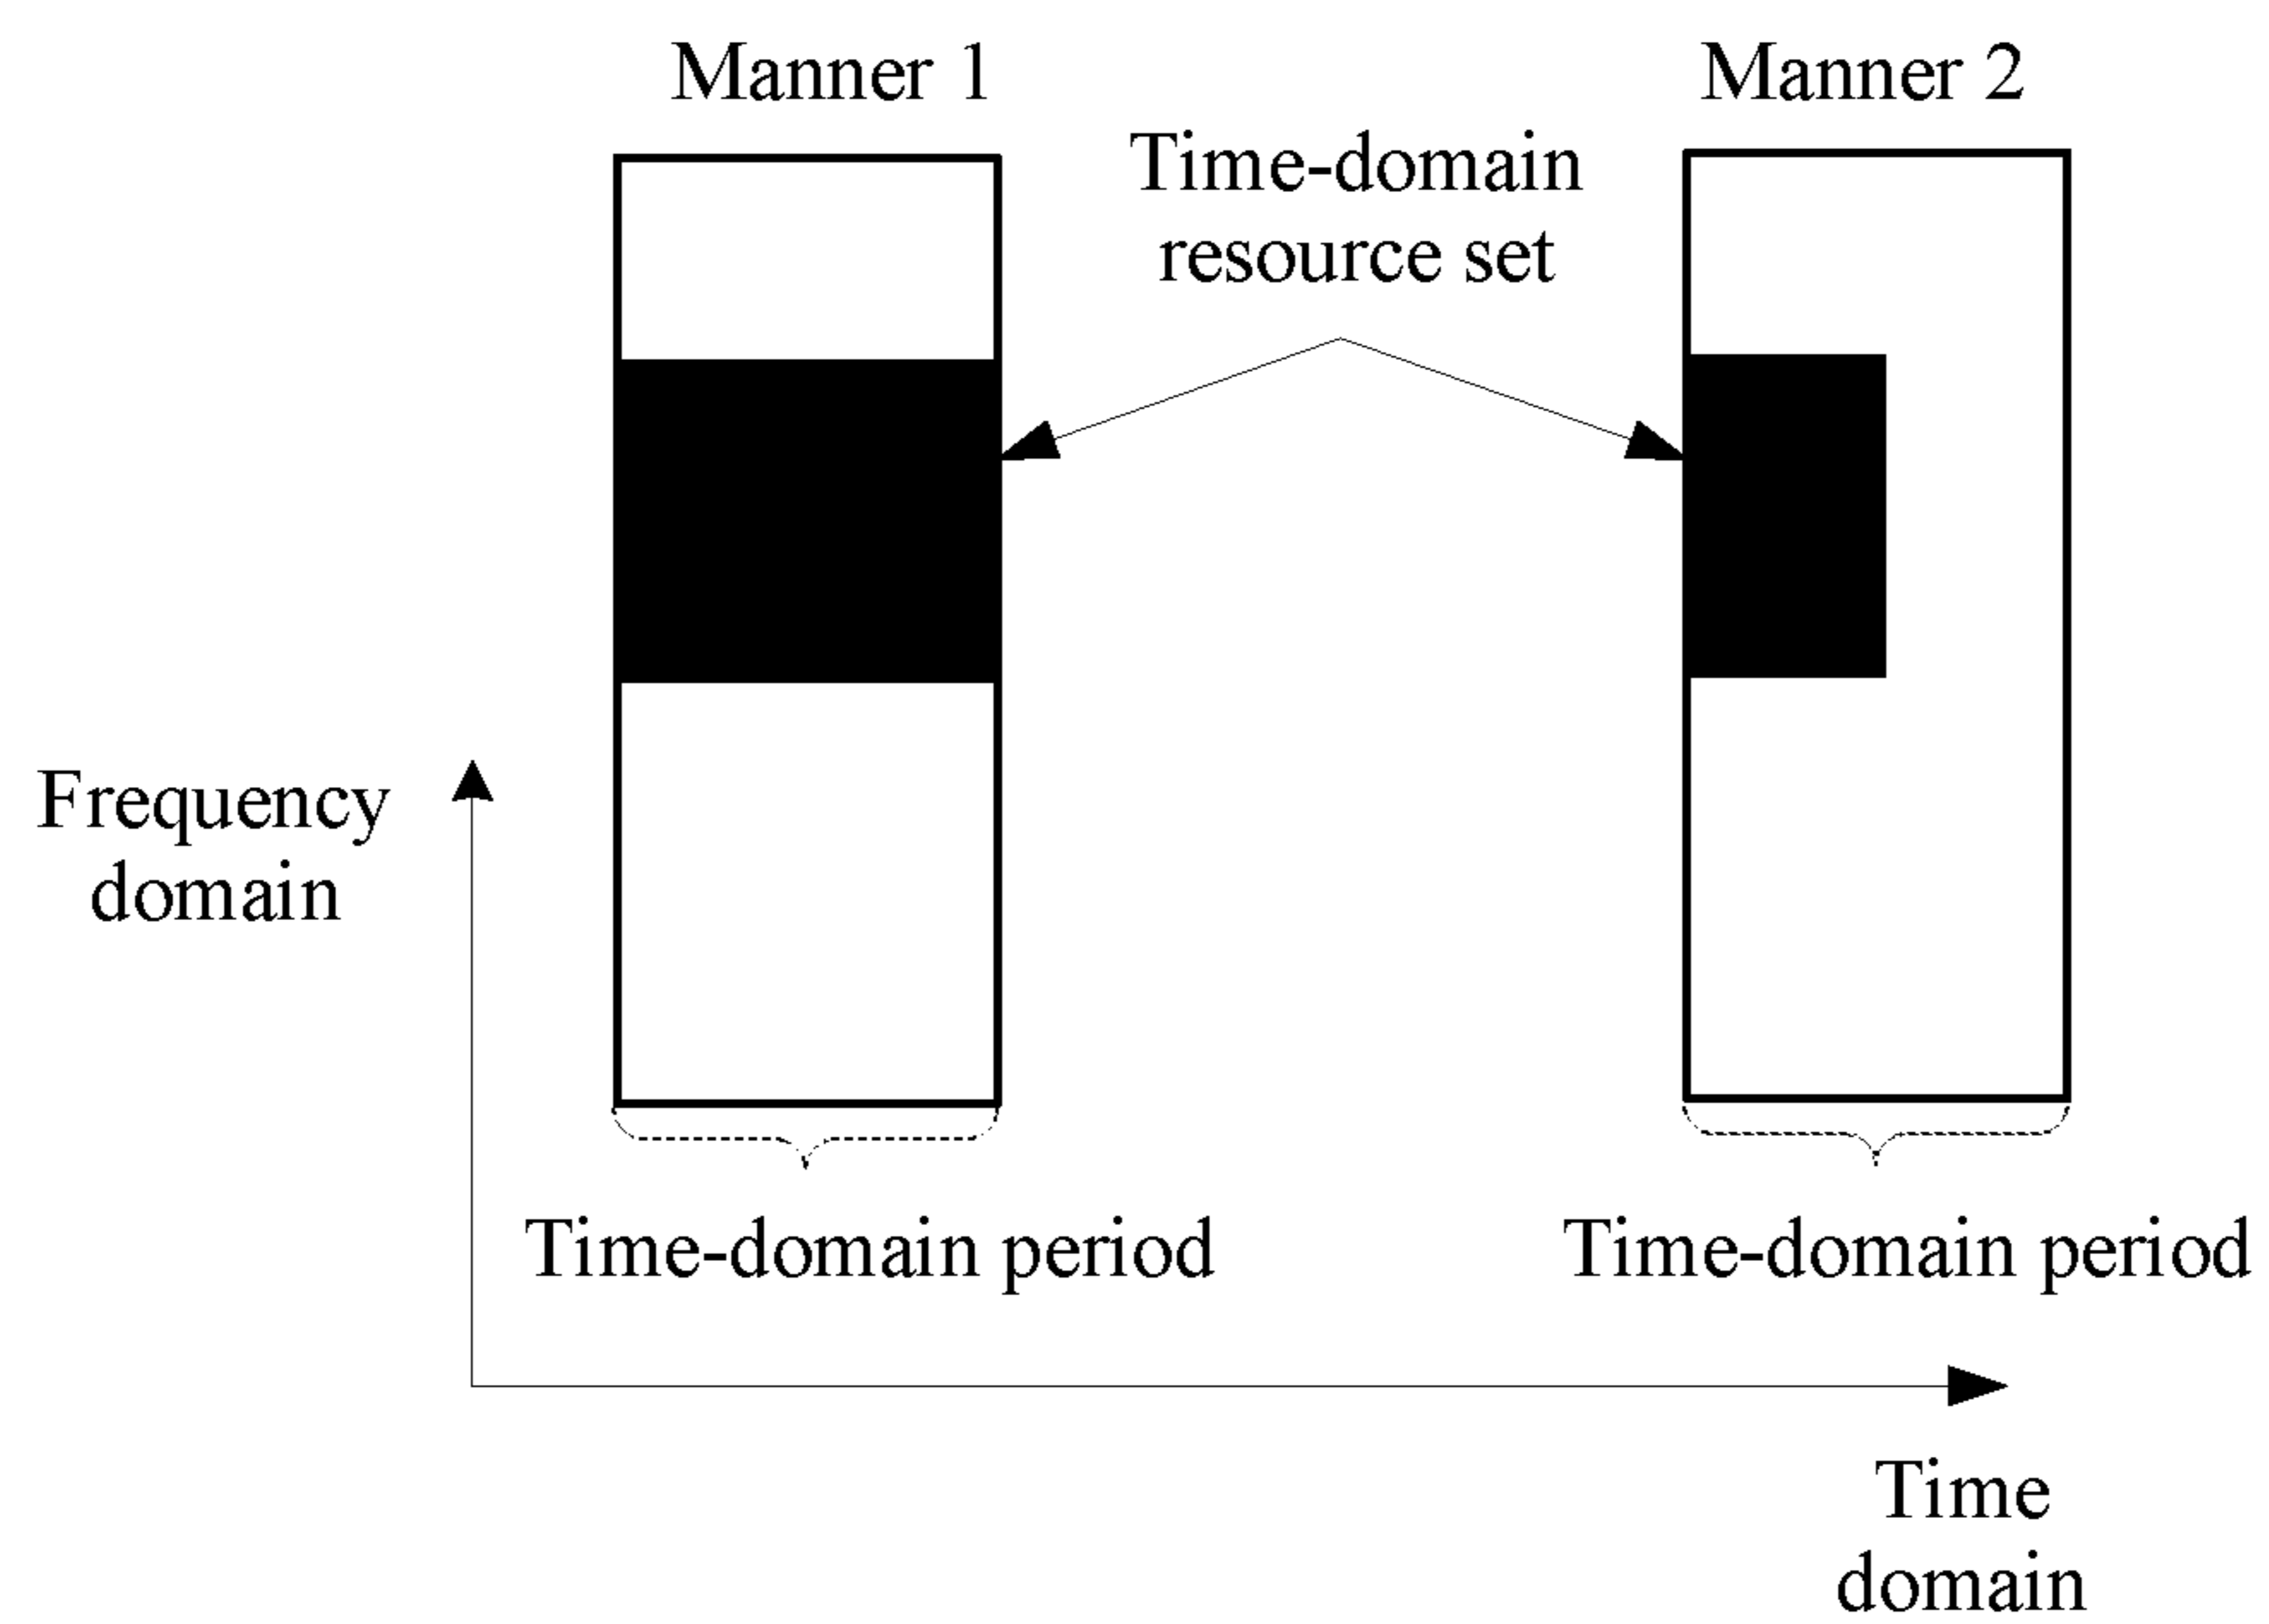 Manner 1
Manner 2
Time-domain
resource set
Frequency
domain
Time-domain period
Time-domain period
Time
domain